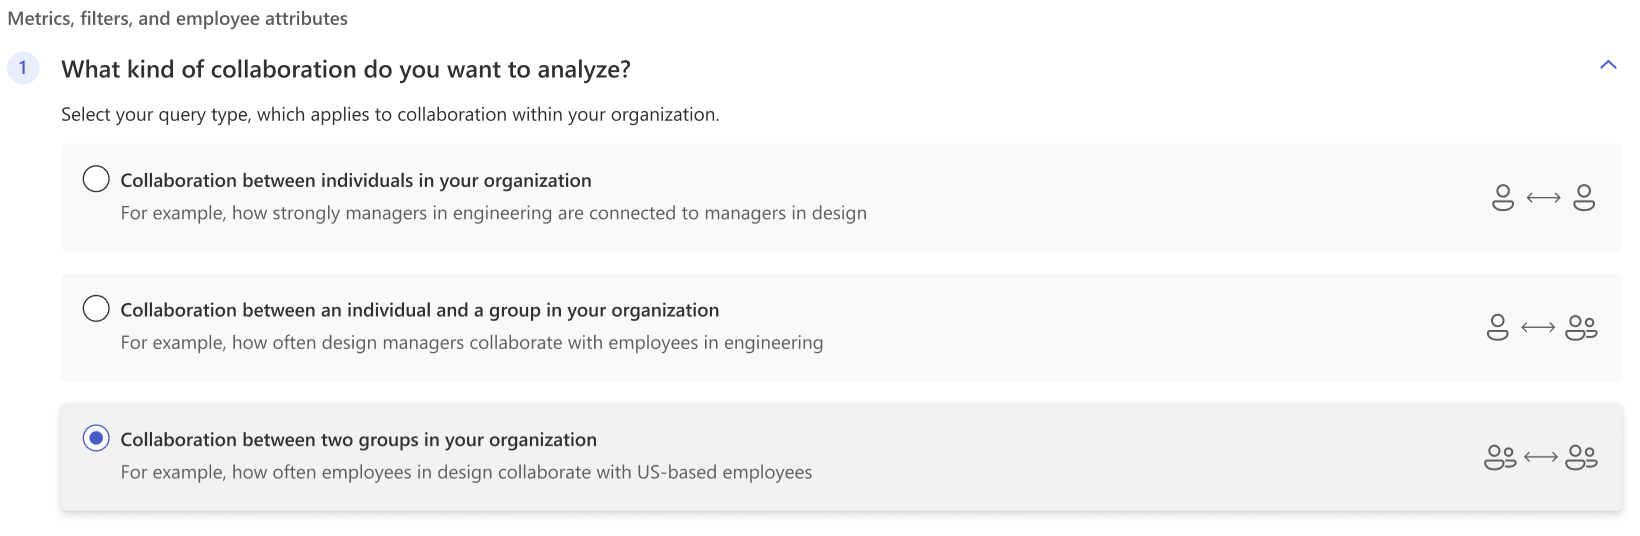 Metrics, filters, and employee attributes
1
What kind of collaboration do you want to analyze?
Select your query type, which applies to collaboration within your organization.
Collaboration between individuals in your organization
For example, how strongly managers in engineering are connected to managers in design
Collaboration between an individual and a group in your organization
For example, how often design managers collaborate with employees in engineering
Collaboration between two groups in your organization
For example, how often employees in design collaborate with US-based employees